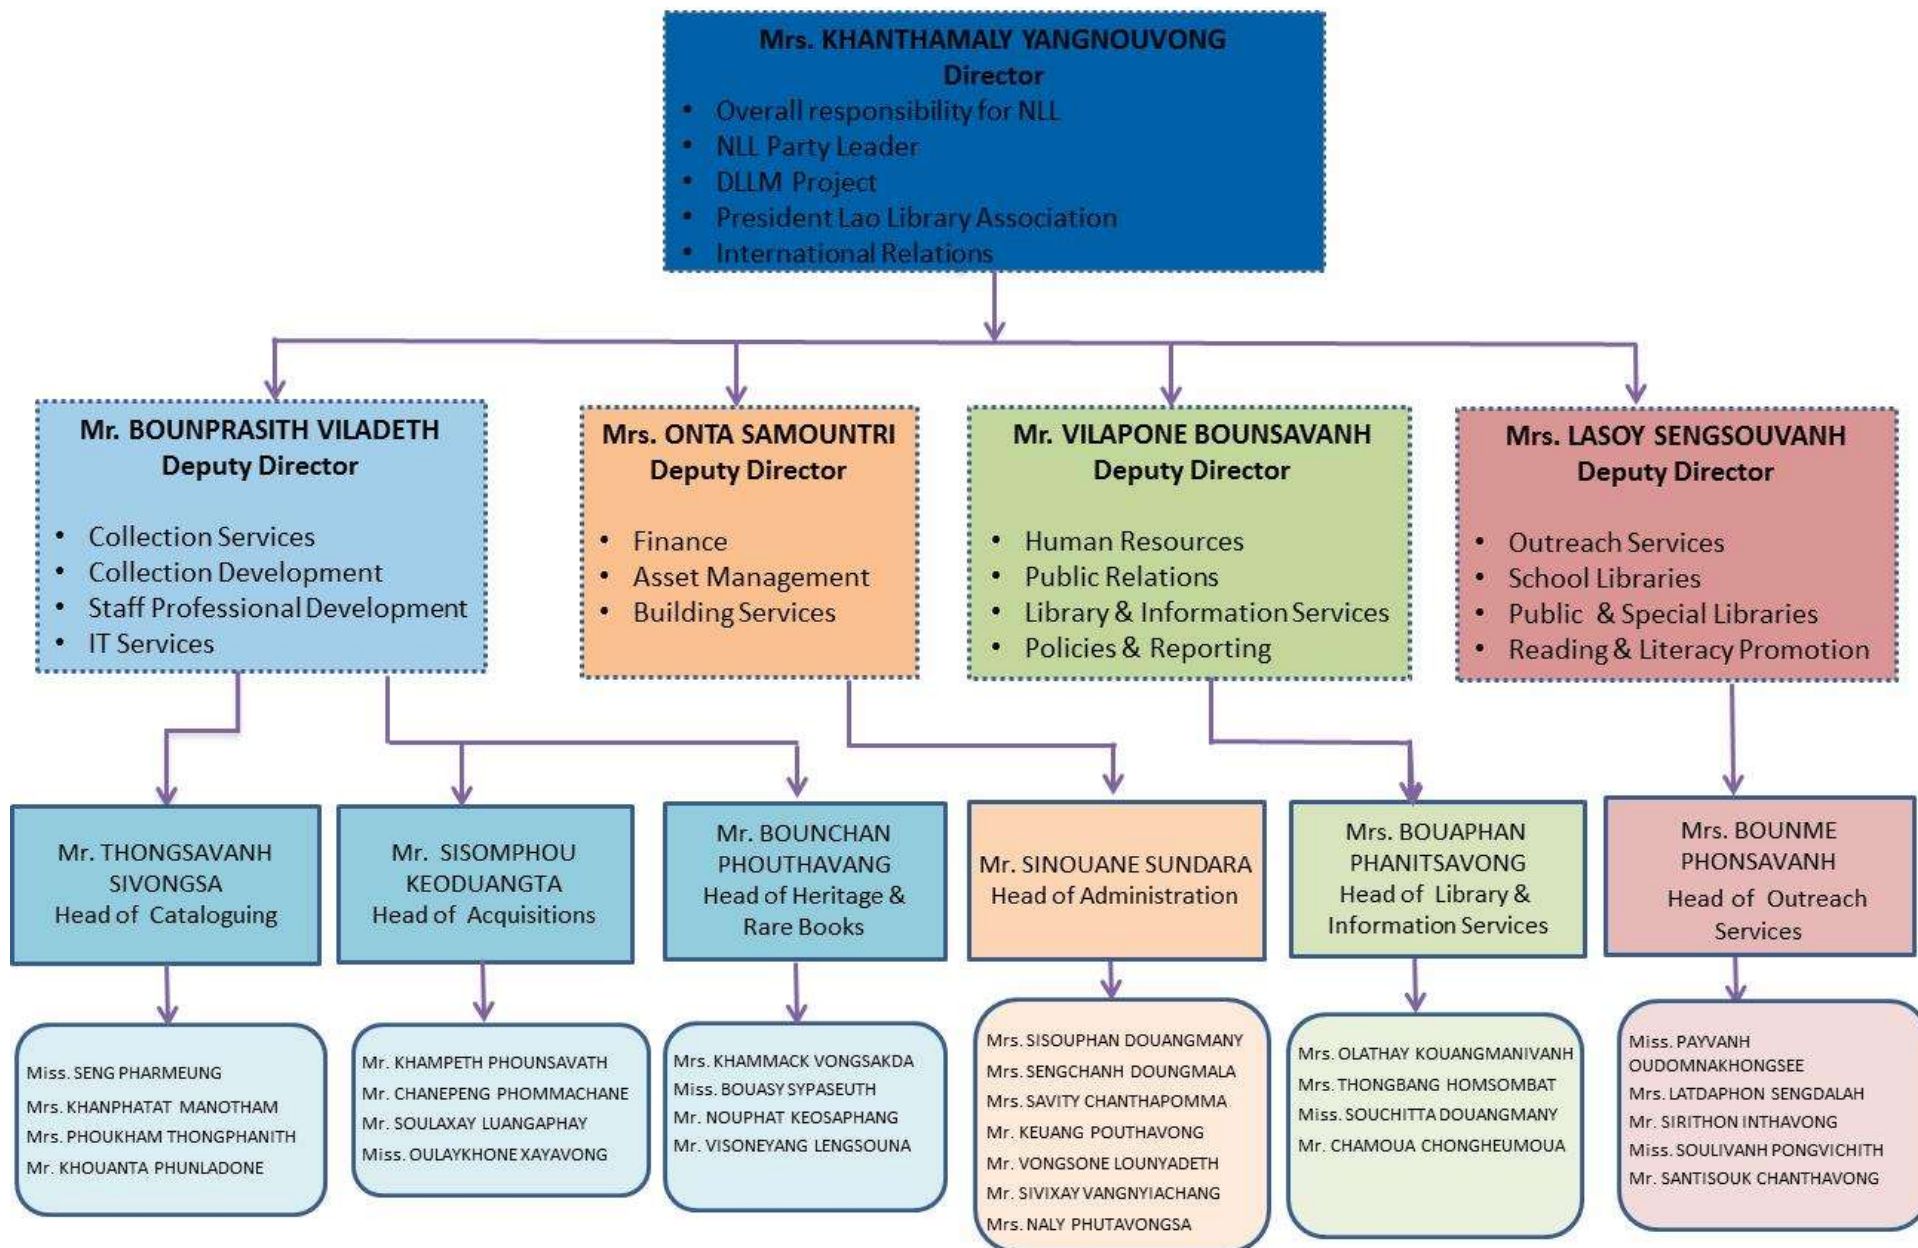 Mrs. KHANTHAMALY YANGNOUVONG
Director
• Overall responsibility for NLL
• NLL Party Leader
• DLLM Project
• President Lao Library Association
• International Relations
Mr. BOUNPRASITH VILADETH
Deputy Director
• Collection Services
• Collection Development
• Staff Professional Development
• IT Services
Mrs. ONTA SAMOUNTRI
Deputy Director
• Finance
• Asset Management
• Building Services
Mr. VILAPONE BOUNSAVANH
Deputy Director
• Human Resources
• Public Relations
• Library & Information Services
• Policies & Reporting
Mrs. LASOY SENGSOUVANH
Deputy Director
• Outreach Services
• School Libraries
• Public & Special Libraries
• Reading & Literacy Promotion
Mr. THONGSAVANH
SIVONGSA
Head of Cataloguing
Mr. SISOMPHOU
KEODUANGTA
Head of Acquisitions
Mr. BOUNCHAN
PHOUTHAVANG
Head of Heritage &
Rare Books
Mr. SINOUANE SUNDARA
Head of Administration
Mrs. BOUAPHAN
PHANITSAVONG
Head of Library &
Information Services
Mrs. BOUNME
PHONSAVANH
Head of Outreach
Services
Miss. SENG PHARMEUNG
Mrs. KHANPHATAT MANOTHAM
Mrs. PHOUKHAM THONGPHANITH
Mr. KHOUANTA PHUNLADONE
Mr. KHAMPETH PHOUNSAVATH
Mr. CHANEPENG PHOMMACHANE
Mr. SOULAXAY LUANGAPHAY
Miss. OULAYKHONE XAYAVONG
Mrs. KHAMMACK VONGSAKDA
Miss. BOUASY SYPASEUTH
Mr. NOUPHAT KEOSAPHANG
Mr. VISONEYANG LENGSOUNA
Mrs. SISOUPHAN DOUANGMANY
Mrs. SENGCHANH DOUNGMALA
Mrs. SAVITY CHANTHAPOMMA
Mr. KEUANG POUTHAVONG
Mr. VONGSONE LOUNYADETH
Mr. SIVIXAY VANGNYIACHANG
Mrs. NALY PHUTAVONGSA
Mrs. OLATHAY KOUANGMANIVANH
Mrs. THONGBANG HOMSOMBAT
Miss. SOUCHITTA DOUANGMANY
Mr. CHAMOUA CHONGHEUMOUA
Miss. PAYVANH
OUDOMNAKHONGSEE
Mrs. LATDAPHON SENGDALAH
Mr. SIRITHON INTHAVONG
Miss. SOULIVANH PONGVICHITH
Mr. SANTISOUK CHANTHAVONG